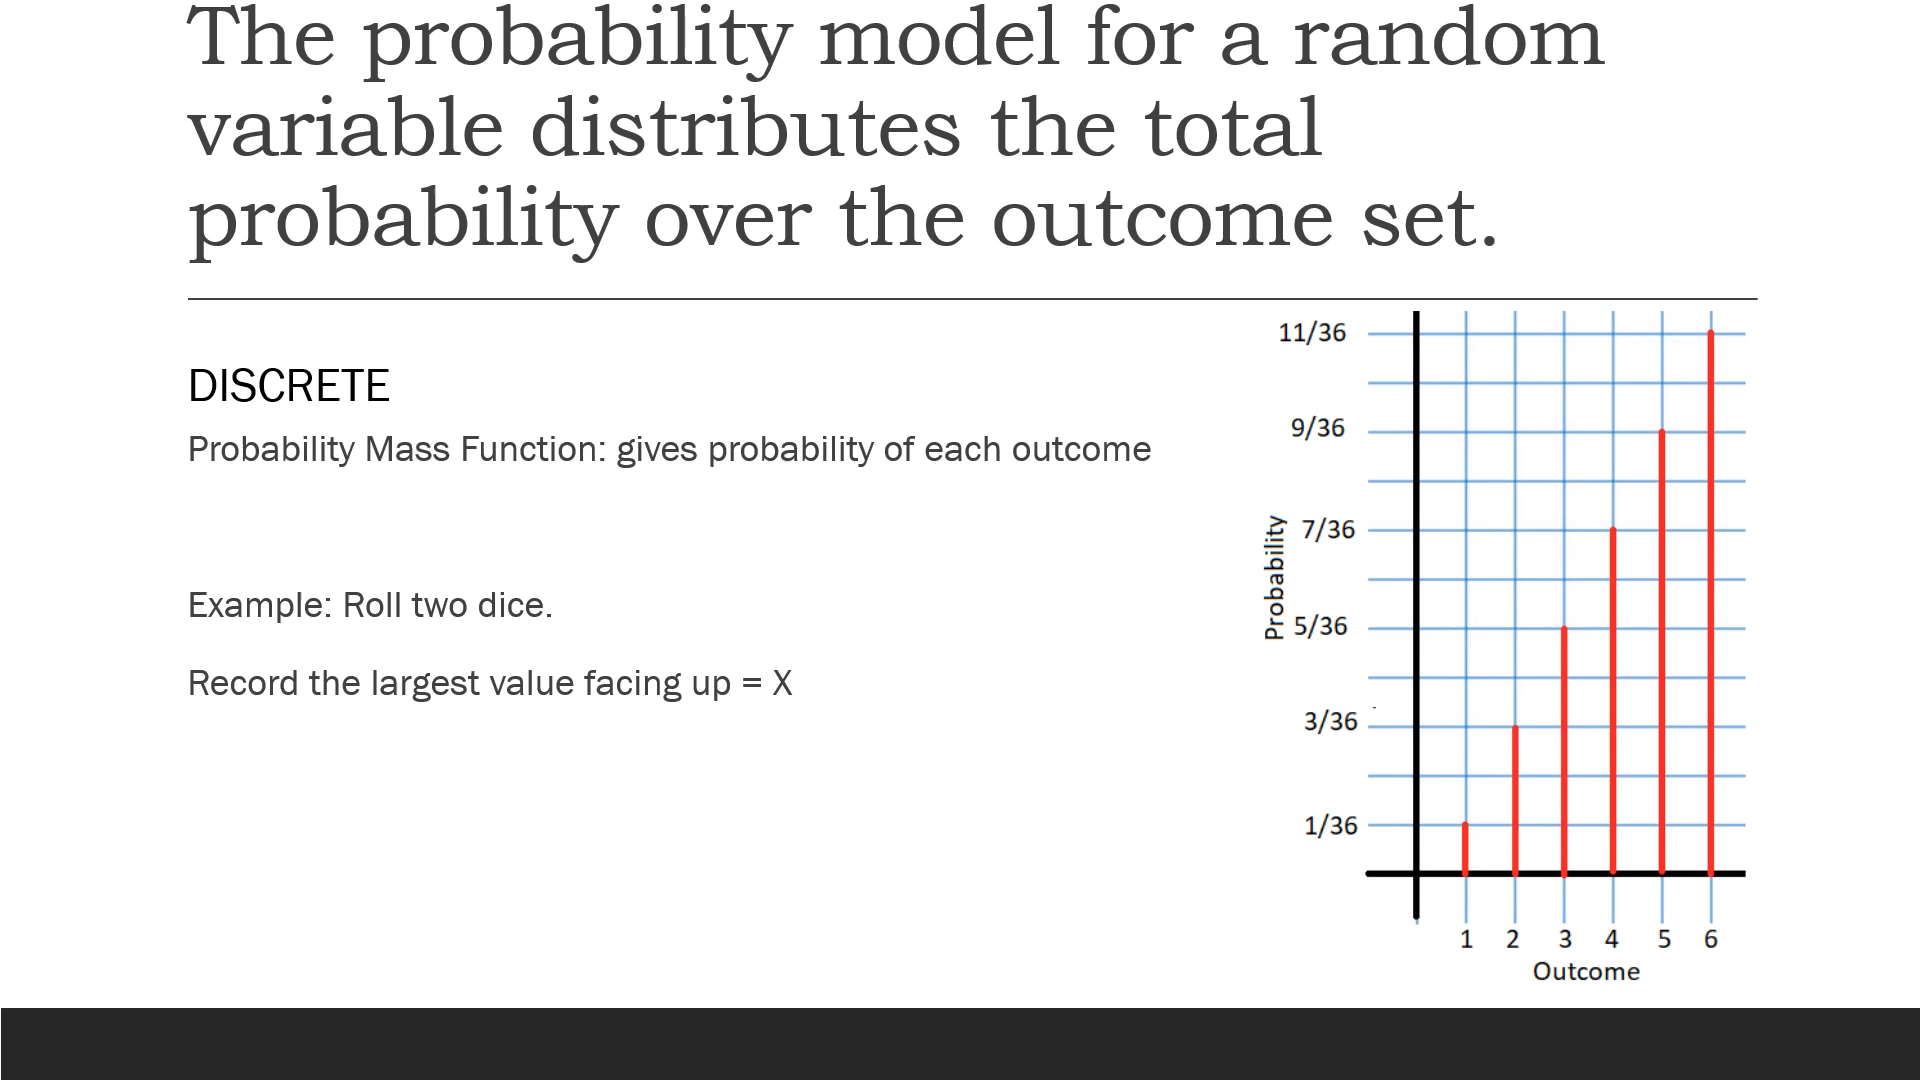 The probability model for a random
variable distributes the total
probability over the outcome set.
DISCRETE
Probability Mass Function: gives probability of each outcome
Example: Roll two dice.
Record the largest value facing up = X
11/36
9/36
7/36
5/36
3/36
1/36
Probability
1 2 3 4 5 6
Outcome